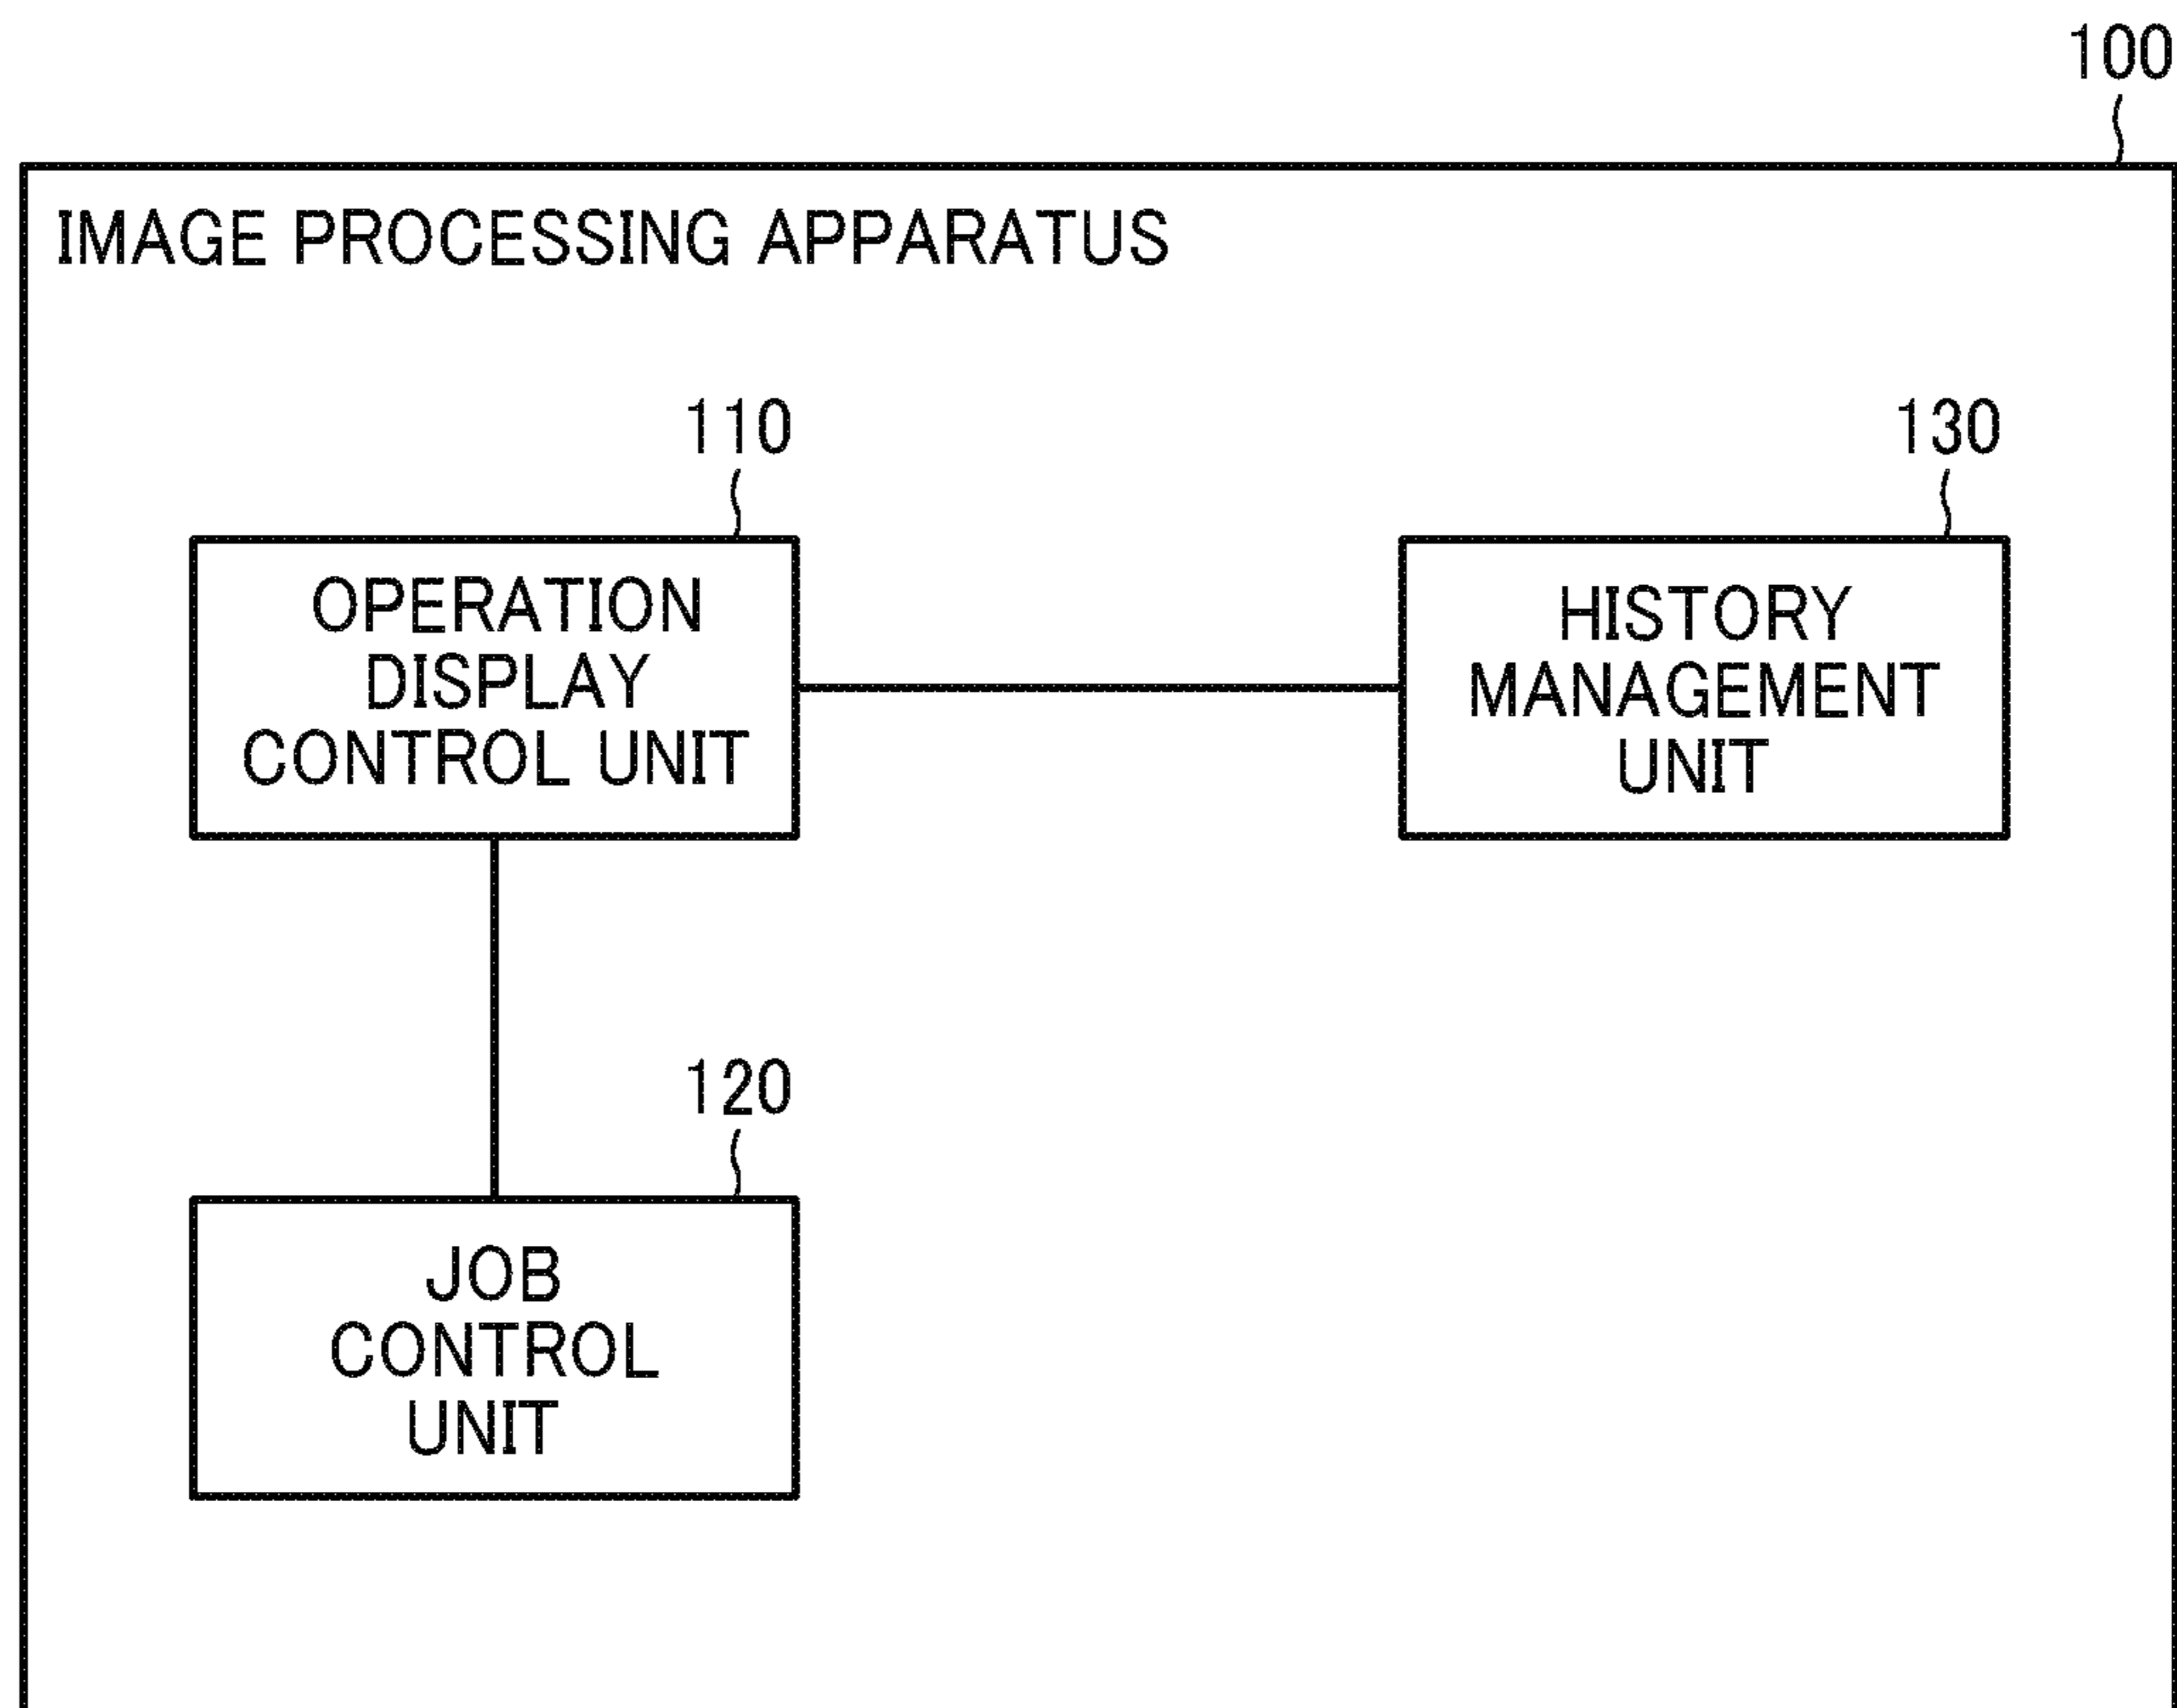 100
IMAGE PROCESSING APPARATUS
110
130
OPERATION
DISPLAY
CONTROL UNIT
HISTORY
MANAGEMENT
UNIT
120
JOB
CONTROL
UNIT